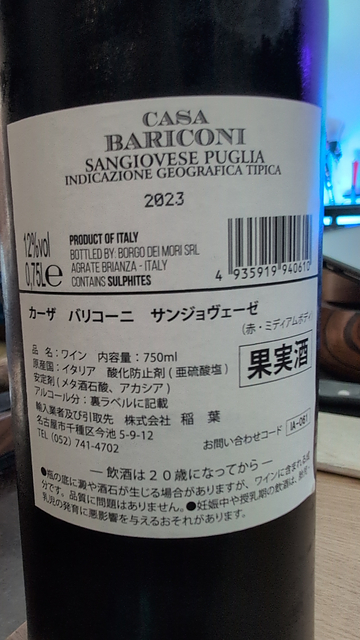 CASA
BARICONI
SANGIOVESE PUGLIA
INDICAZIONE GEOGRAFICA TIPICA
2023
12%vol
0,75L e
PRODUCT OF ITALY
BOTTLED BY: BORGO DEI MORI SRL
AGRATE BRIANZA - ITALY
CONTAINS SULPHITES
4 935919 940610
カーザ バリコーニ サンジョヴェーゼ
(赤・ミディアムボディ)
品 名：ワイン 内容量：750ml
原産国：イタリア 酸化防止剤(亜硫酸塩)
安定剤(メタ酒石酸、アカシア)
アルコール分：裏ラベルに記載
果実酒
輸入業者及び引取先 株式会社 稲 葉
名古屋市千種区今池 5-9-12
TEL (052) 741-4702
お問い合わせコード IA-061
― 飲酒は20歳になってから ―
●瓶の底に澱や酒石が生じる場合がありますが、ワインに含まれる成
分です。品質に問題はありません。●妊娠中や授乳期の飲酒は、胎児・
乳児の発育に悪影響を与えるおそれがあります。